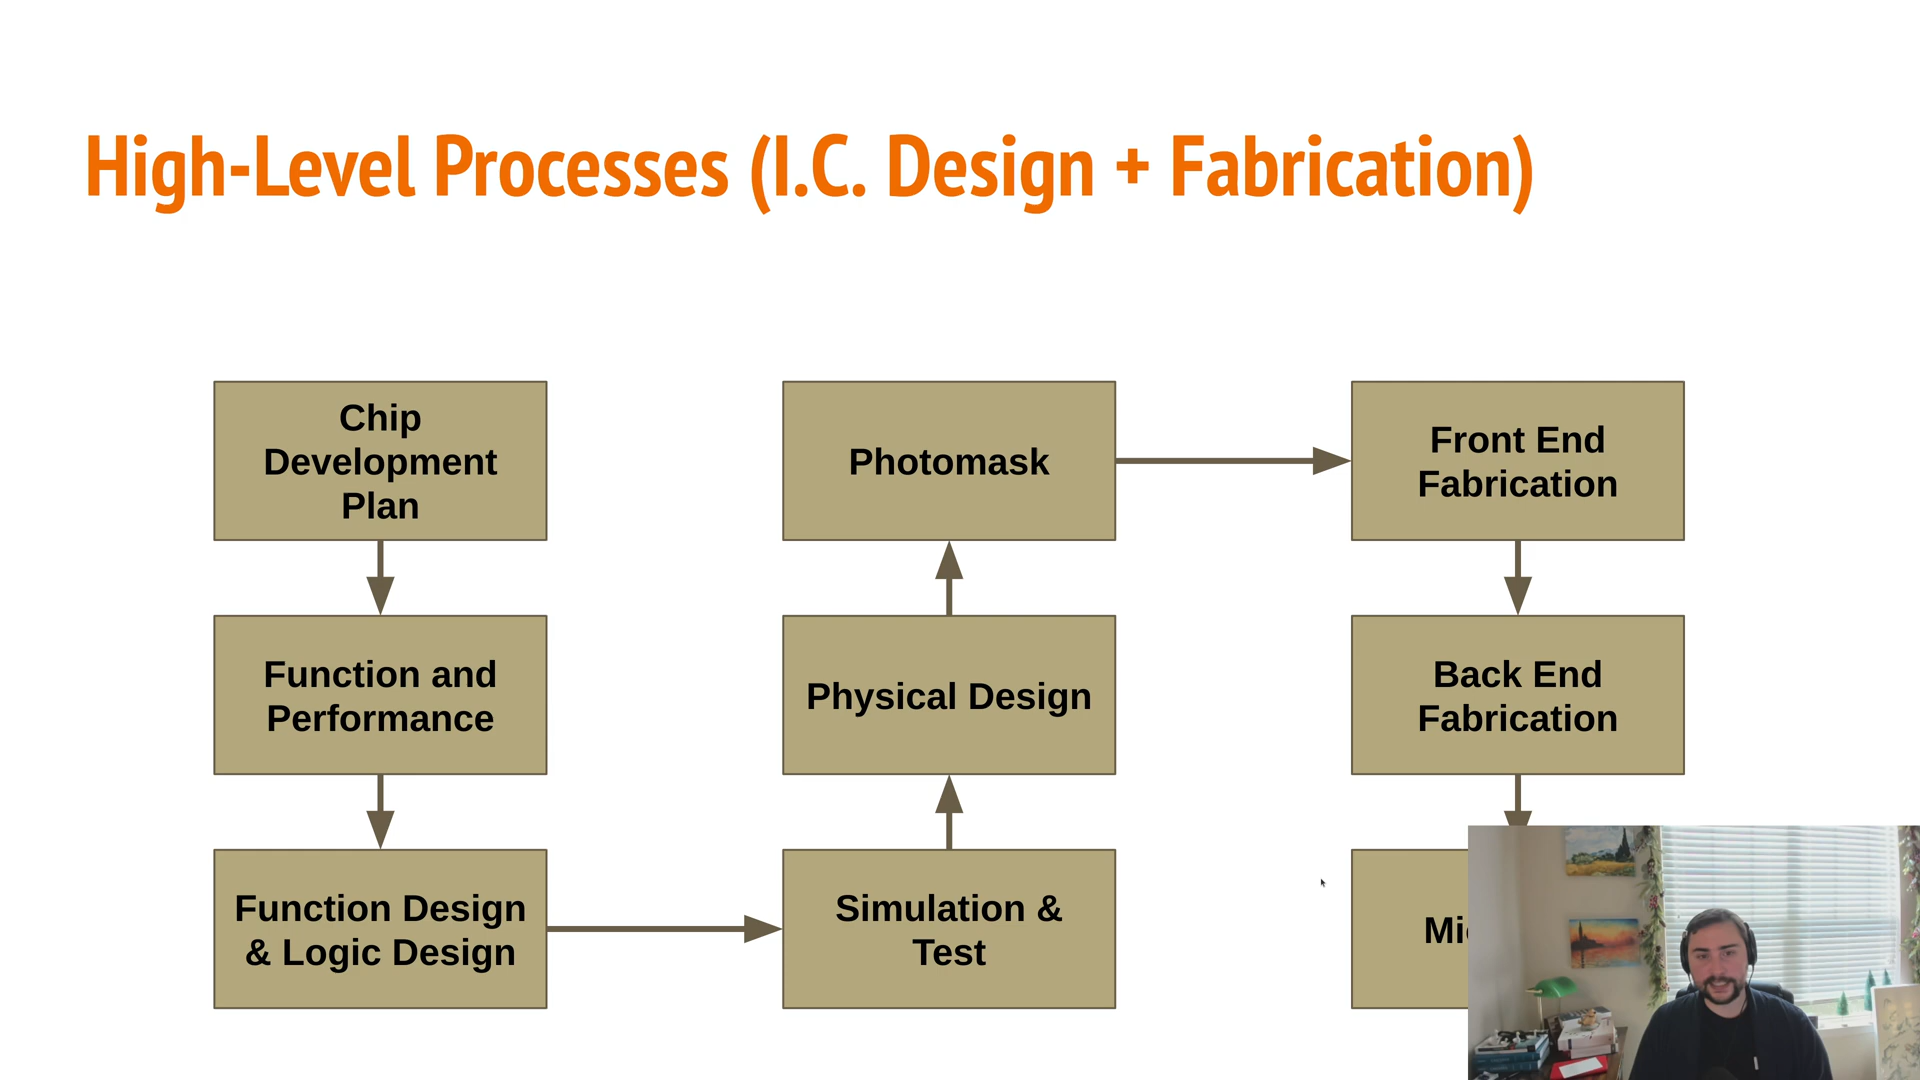 High-Level Processes (I.C. Design + Fabrication)
Chip
Development
Plan
Function and
Performance
Function Design
& Logic Design
Simulation &
Test
Physical Design
Photomask
Front End
Fabrication
Back End
Fabrication